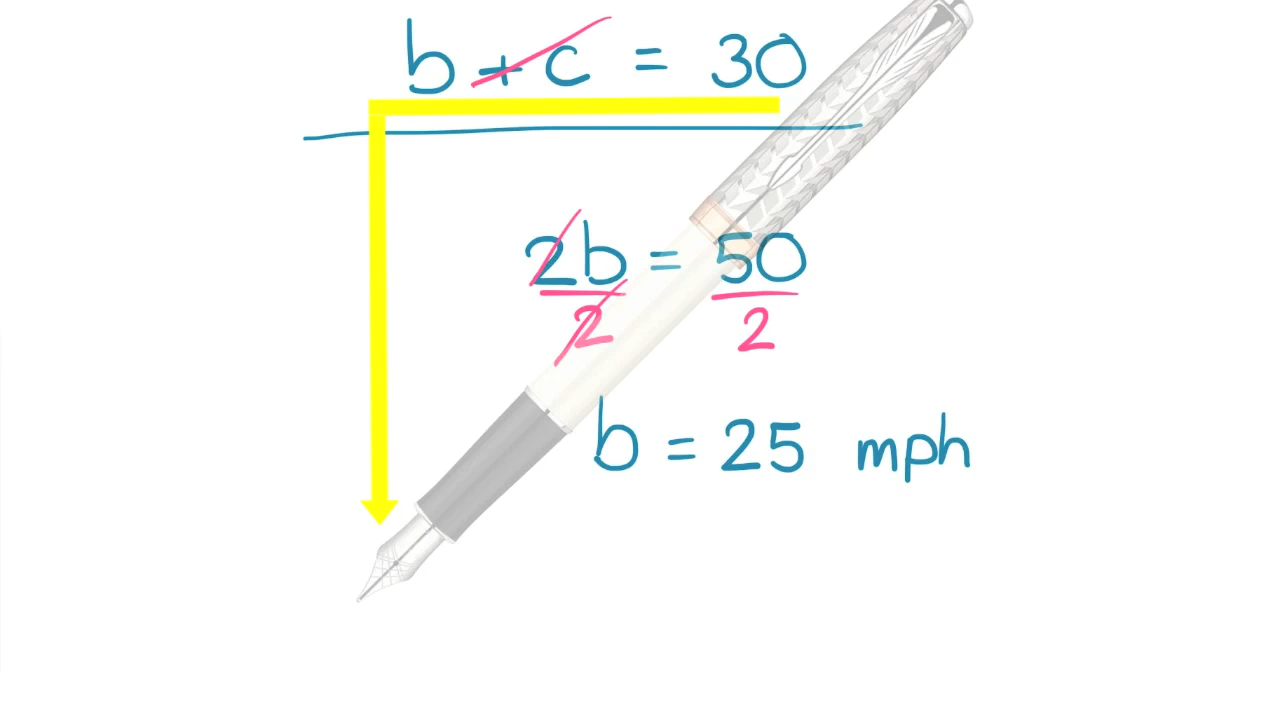 b + c = 30
2b = 50
2 2
b = 25 mph